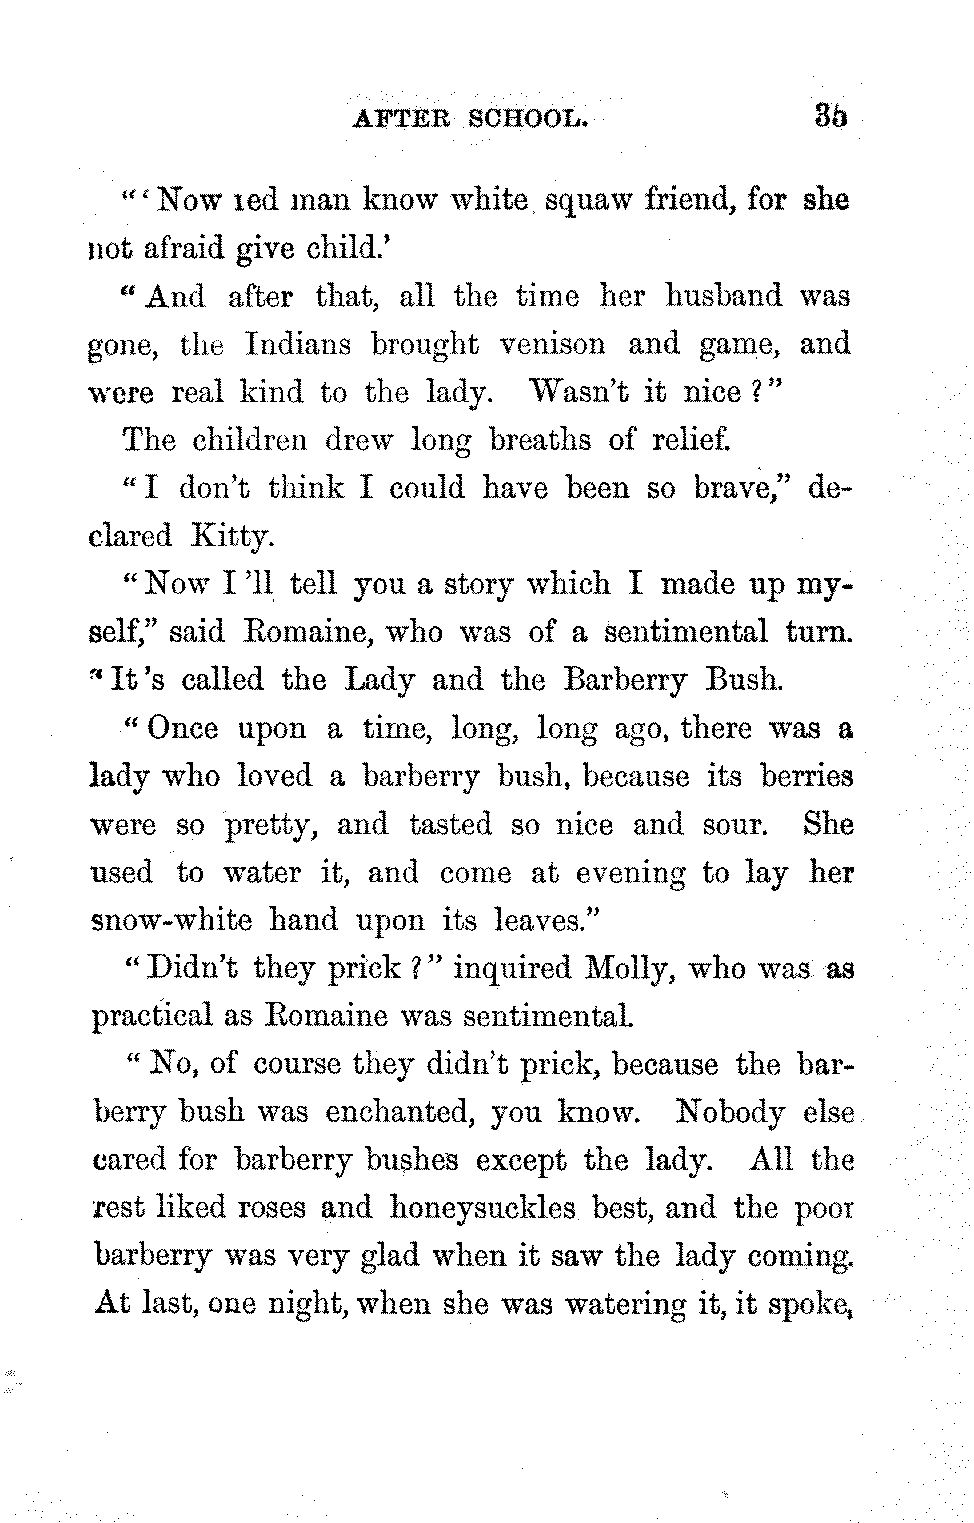 AFTER SCHOOL. 35
"'Now red man know white squaw friend, for she
not afraid give child.'
"And after that, all the time her husband was
gone, the Indians brought venison and game, and
were real kind to the lady. Wasn't it nice?"
The children drew long breaths of relief.
"I don't think I could have been so brave," de-
clared Kitty.
"Now I'll tell you a story which I made up my-
self," said Romaine, who was of a sentimental turn.
"It's called the Lady and the Barberry Bush.
"Once upon a time, long, long ago, there was a
lady who loved a barberry bush, because its berries
were so pretty, and tasted so nice and sour. She
used to water it, and come at evening to lay her
snow-white hand upon its leaves."
"Didn't they prick?" inquired Molly, who was as
practical as Romaine was sentimental.
"No, of course they didn't prick, because the bar-
berry bush was enchanted, you know. Nobody else
cared for barberry bushes except the lady. All the
rest liked roses and honeysuckles best, and the poor
barberry was very glad when it saw the lady coming.
At last, one night, when she was watering it, it spoke,